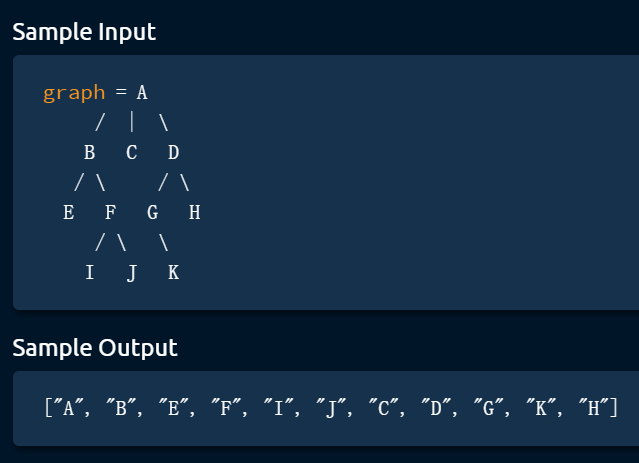 Sample Input
graph = A
     /  |  \
    B   C   D
   / \     / \
  E   F   G   H
     / \   \
    I   J   K
Sample Output
["A", "B", "E", "F", "I", "J", "C", "D", "G", "K", "H"]